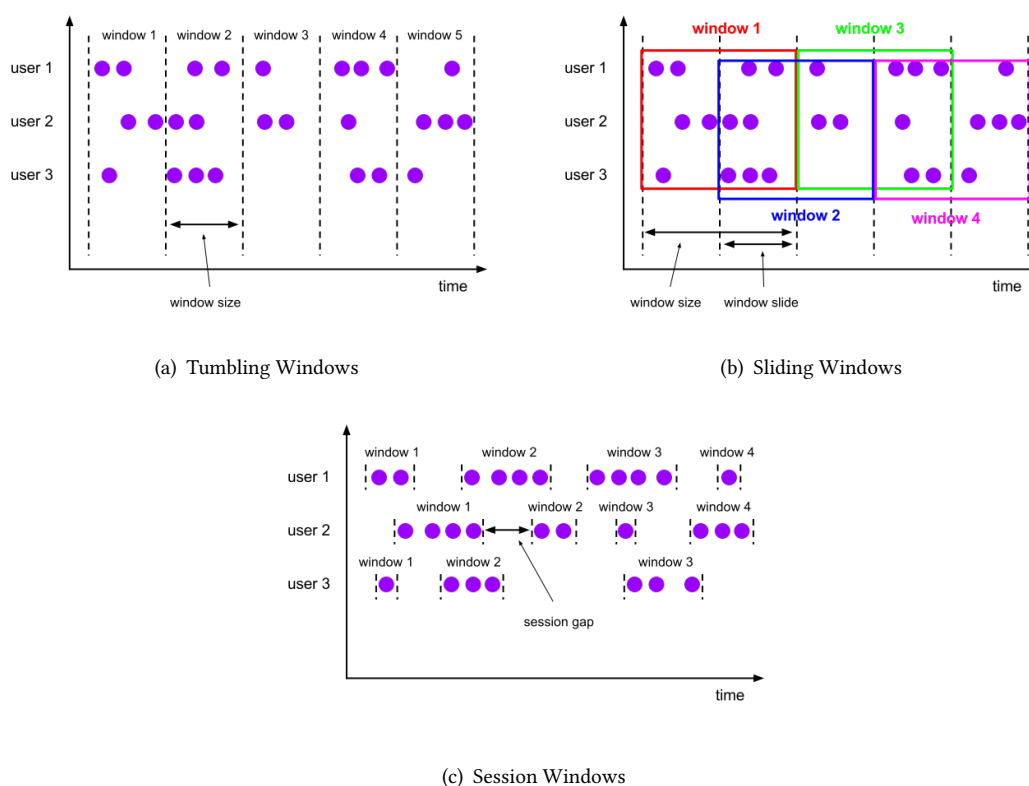 window 1 window 2 window 3 window 4 window 5
user 1
user 2
user 3
time
window size
(a) Tumbling Windows
window 1 window 3
user 1
user 2
user 3
window 2 window 4
time
window size window slide
(b) Sliding Windows
window 1 window 2 window 3 window 4
user 1
window 1 window 2 window 3 window 4
user 2
window 1 window 2 window 3
user 3
session gap
time
(c) Session Windows